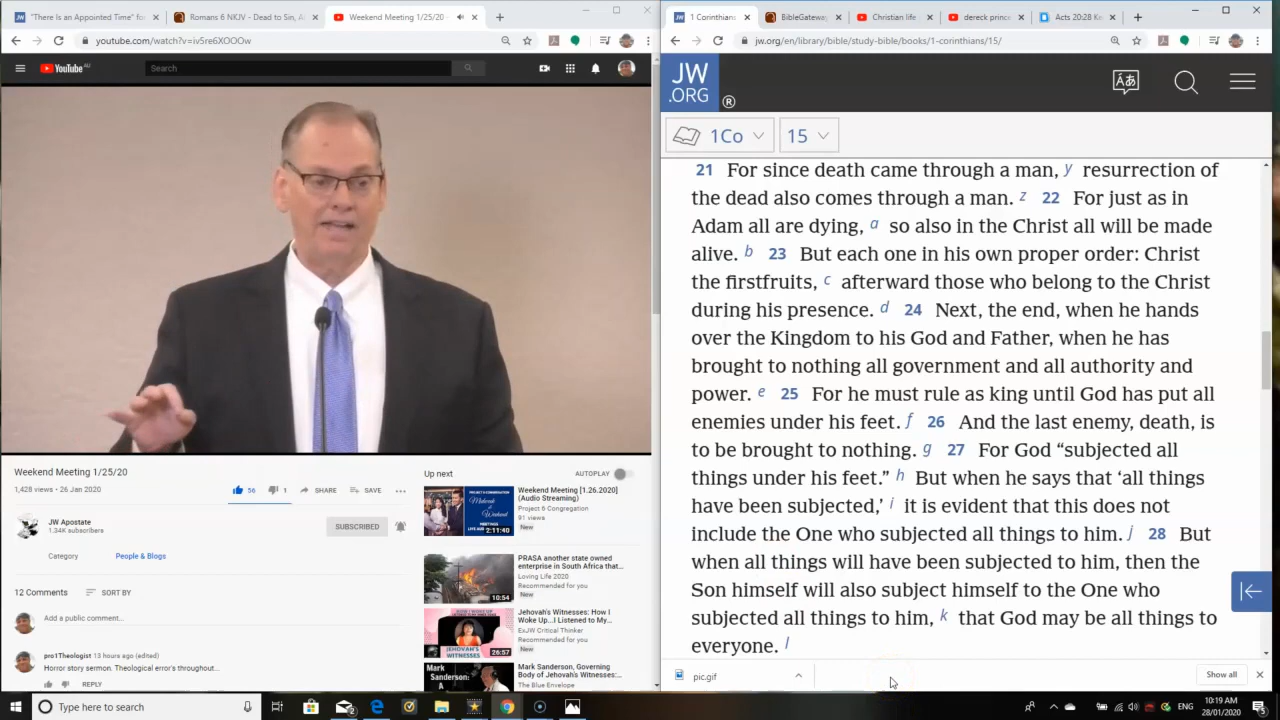 "There Is an Appointed Time" for
Romans 6 NKJV - Dead to Sin, Al
Weekend Meeting 1/25/20 -
1 Corinthians
BibleGateway
Christian life
dereck princ
Acts 20:28 Ke
youtube.com/watch?v=iv5re6XOOOw
jw.org/en/library/bible/study-bible/books/1-corinthians/15/
YouTube AU
Search
JW
.ORG
®
1Co
15
21 For since death came through a man, y resurrection of
the dead also comes through a man. z 22 For just as in
Adam all are dying, a so also in the Christ all will be made
alive. b 23 But each one in his own proper order: Christ
the firstfruits, c afterward those who belong to the Christ
during his presence. d 24 Next, the end, when he hands
over the Kingdom to his God and Father, when he has
brought to nothing all government and all authority and
power. e 25 For he must rule as king until God has put all
enemies under his feet. f 26 And the last enemy, death, is
to be brought to nothing. g 27 For God “subjected all
things under his feet.” h But when he says that ‘all things
have been subjected,’ i it is evident that this does not
include the One who subjected all things to him. j 28 But
when all things will have been subjected to him, then the
Son himself will also subject himself to the One who
subjected all things to him, k that God may be all things to
everyone. l
Weekend Meeting 1/25/20
1,428 views • 26 Jan 2020
56
1
SHARE
SAVE
JW Apostate
1.34K subscribers
SUBSCRIBED
Category
People & Blogs
12 Comments
SORT BY
Add a public comment...
pro1Theologist 13 hours ago (edited)
Horror story sermon. Theological error's throughout...
REPLY
Up next
AUTOPLAY
Weekend Meeting [1.26.2020]
(Audio Streaming)
Project 6 Congregation
91 views
New
2:11:40
PRASA another state owned
enterprise in South Africa that...
Loving Life 2020
Recommended for you
New
10:54
Jehovah's Witnesses: How I
Woke Up...I Listened to My...
ExJW Critical Thinker
Recommended for you
New
JEHOVAH'S
WITNESSES
26:57
Mark Sanderson, Governing
Body of Jehovah's Witnesses:...
The Blue Envelope
Mark
Sanderson:
pic.gif
Show all
Type here to search
ENG
10:19 AM
28/01/2020